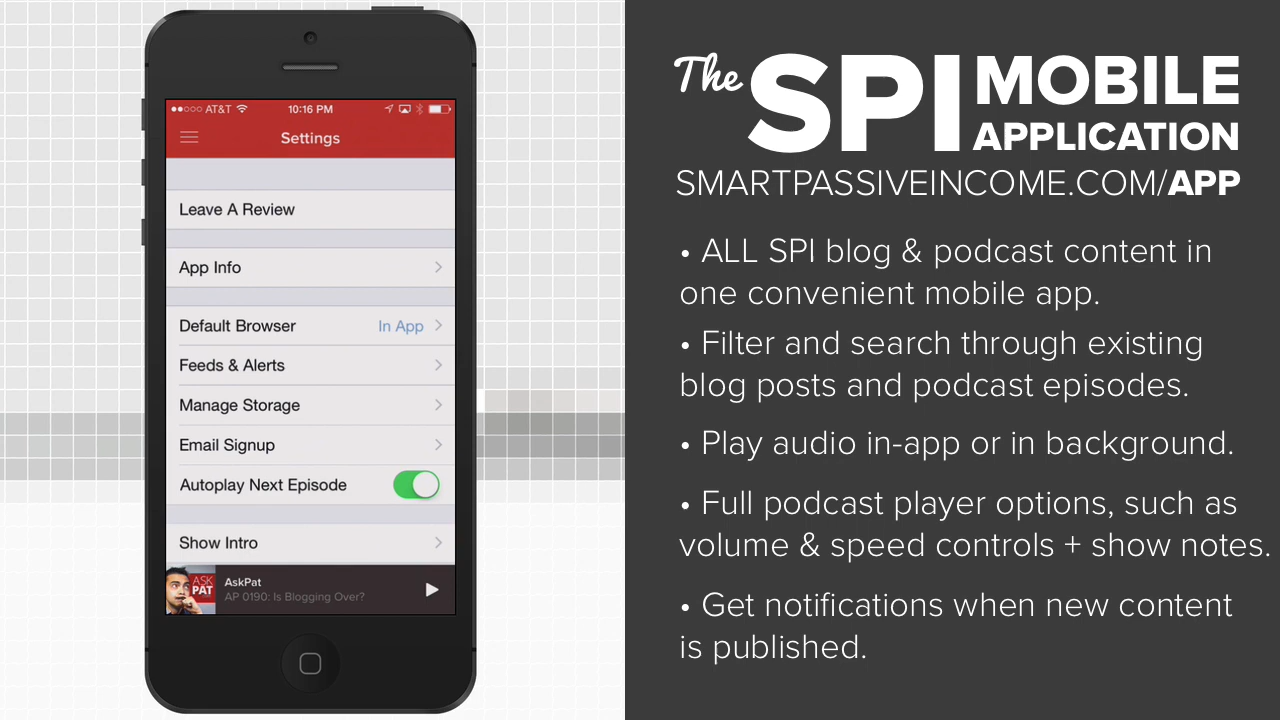 AT&T 10:16 PM
Settings
Leave A Review
App Info
Default Browser In App
Feeds & Alerts
Manage Storage
Email Signup
Autoplay Next Episode
Show Intro
ASK
PAT
AskPat
AP 0190: Is Blogging Over?
The SPI MOBILE
APPLICATION
SMARTPASSIVEINCOME.COM/APP
• ALL SPI blog & podcast content in
one convenient mobile app.
• Filter and search through existing
blog posts and podcast episodes.
• Play audio in-app or in background.
• Full podcast player options, such as
volume & speed controls + show notes.
• Get notifications when new content
is published.